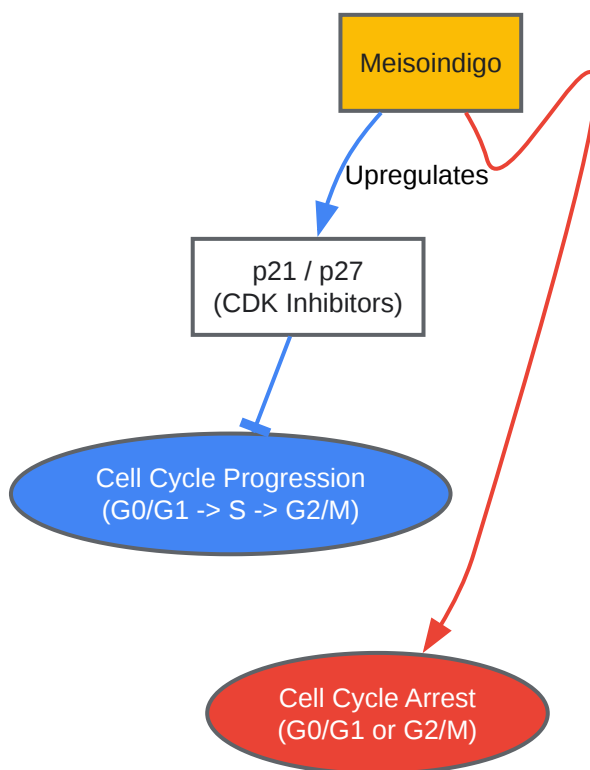 Meisoindigo
Upregulates
p21 / p27
(CDK Inhibitors)
Cell Cycle Progression
(G0/G1 -> S -> G2/M)
Cell Cycle Arrest
(G0/G1 or G2/M)